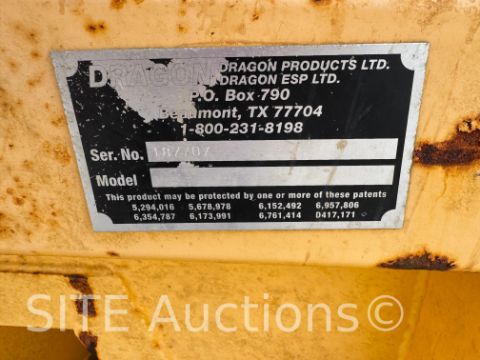 DRAGON DRAGON PRODUCTS LTD.
DRAGON ESP LTD.
P.O. Box 790
Beaumont, TX 77704
1-800-231-8198
Ser. No. 187707
Model
This product may be protected by one or more of these patents
5,294,016 5,678,978 6,152,492 6,957,806
6,354,787 6,173,991 6,761,414 D417,171
SITE Auctions©